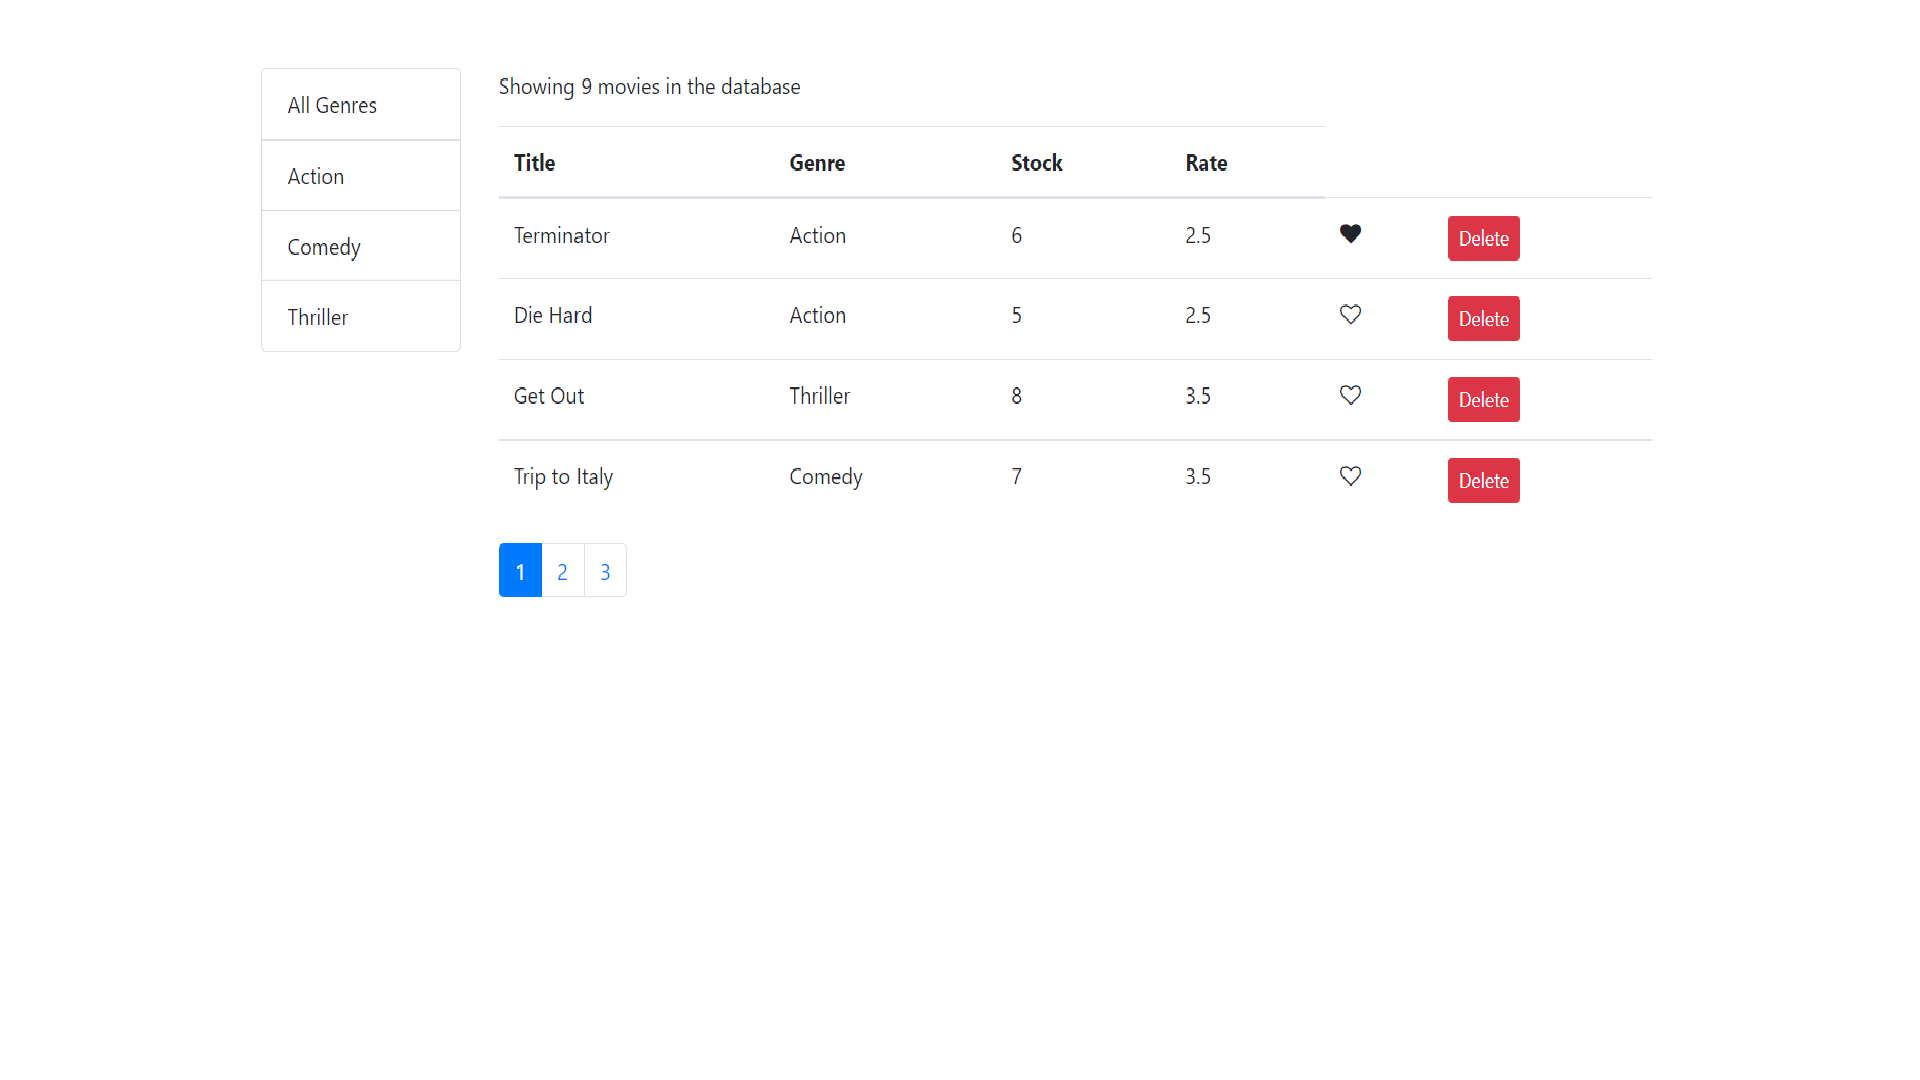 All Genres
Action
Comedy
Thriller
Showing 9 movies in the database
Title Genre Stock Rate
Terminator Action 6 2.5 Delete
Die Hard Action 5 2.5 Delete
Get Out Thriller 8 3.5 Delete
Trip to Italy Comedy 7 3.5 Delete
1 2 3